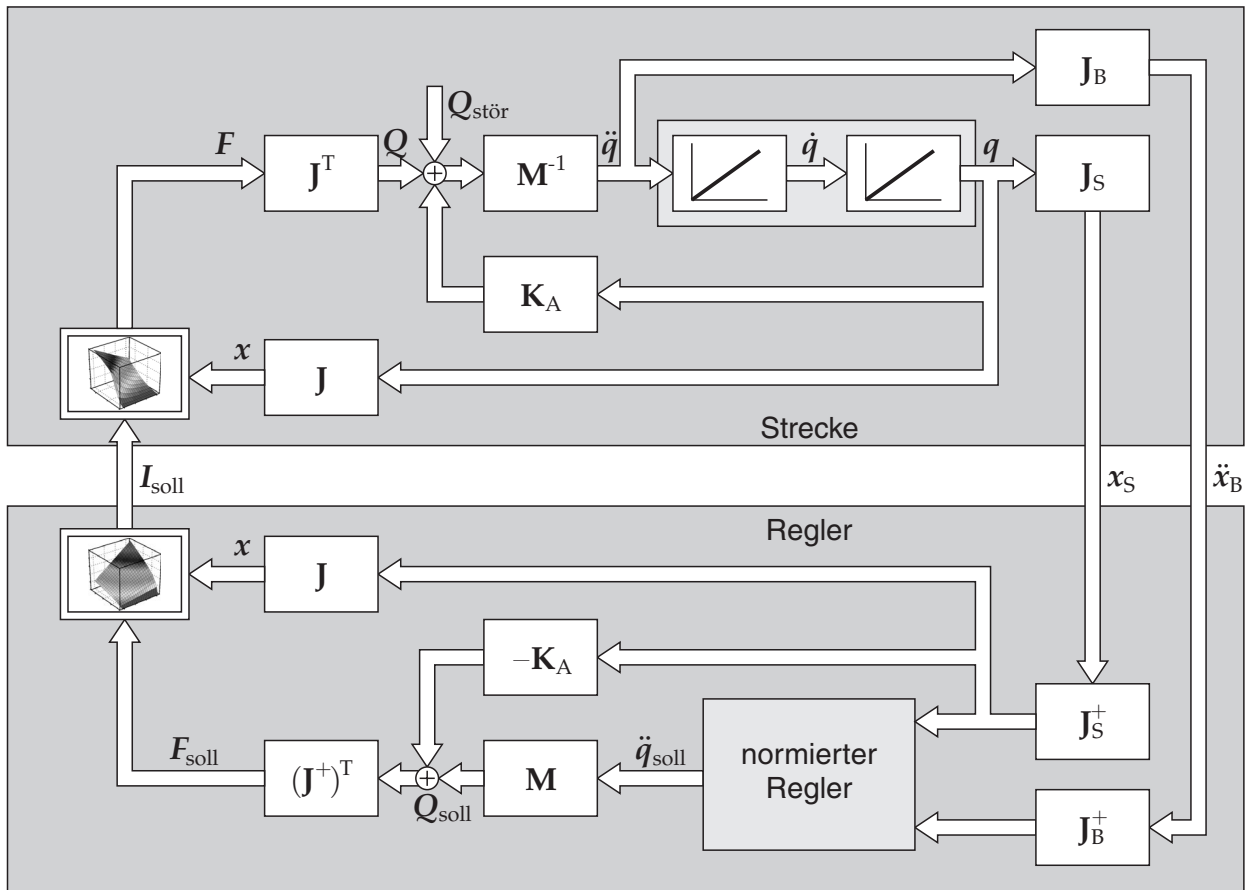 J_B
Q_stör
F
J^T
Q
M^-1
q̈
q̇
q
J_S
K_A
x
J
Strecke
I_soll
x_S
ẍ_B
Regler
x
J
–K_A
J_S^+
F_soll
(J^+)^T
Q_soll
M
q̈_soll
normierter
Regler
J_B^+